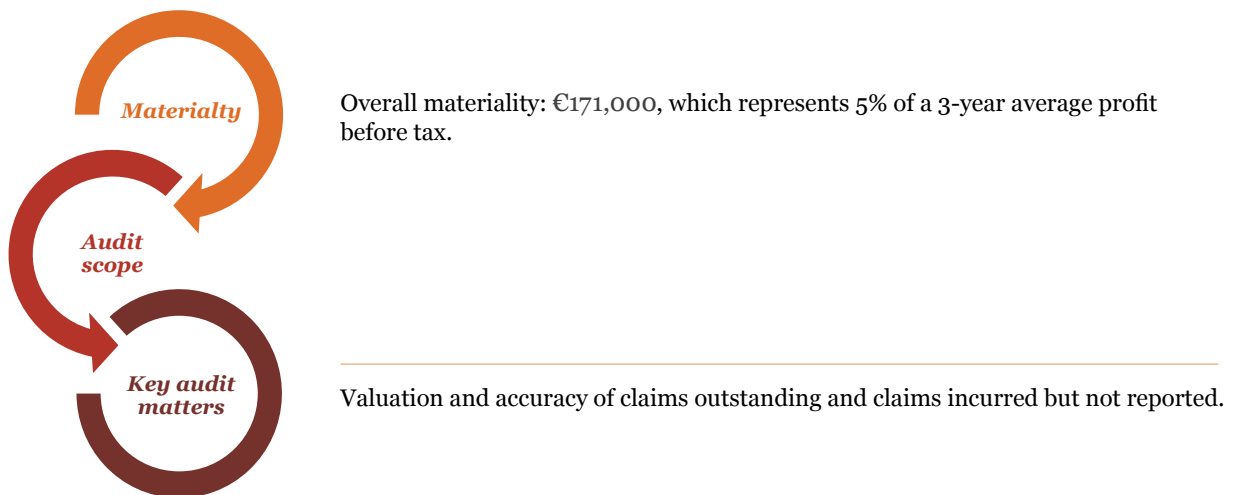 Materialty
Overall materiality: €171,000, which represents 5% of a 3-year average profit
before tax.
Audit
scope
Key audit
matters
Valuation and accuracy of claims outstanding and claims incurred but not reported.